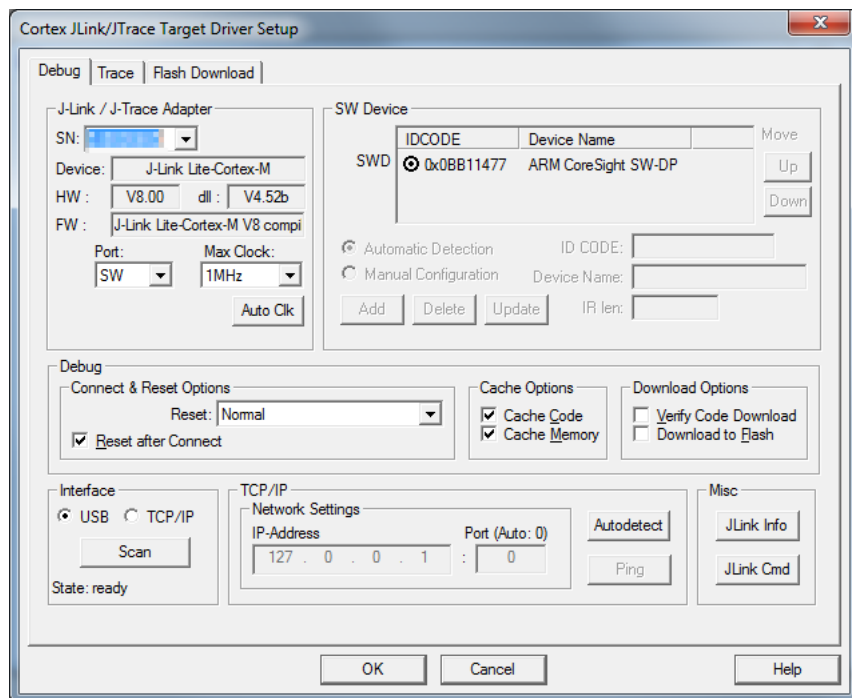 Cortex JLink/JTrace Target Driver Setup
Debug Trace Flash Download
J-Link / J-Trace Adapter
SN:
Device: J-Link Lite-Cortex-M
HW : V8.00 dll : V4.52b
FW : J-Link Lite-Cortex-M V8 compi
Port: Max Clock:
SW 1MHz
Auto Clk
SW Device
IDCODE Device Name Move
SWD 0x0BB11477 ARM CoreSight SW-DP Up
Down
Automatic Detection ID CODE:
Manual Configuration Device Name:
Add Delete Update IR len:
Debug
Connect & Reset Options
Reset: Normal
Reset after Connect
Cache Options
Cache Code
Cache Memory
Download Options
Verify Code Download
Download to Flash
Interface
USB TCP/IP
Scan
State: ready
TCP/IP
Network Settings
IP-Address Port (Auto: 0)
127 . 0 . 0 . 1 : 0
Autodetect
Ping
Misc
JLink Info
JLink Cmd
OK Cancel Help